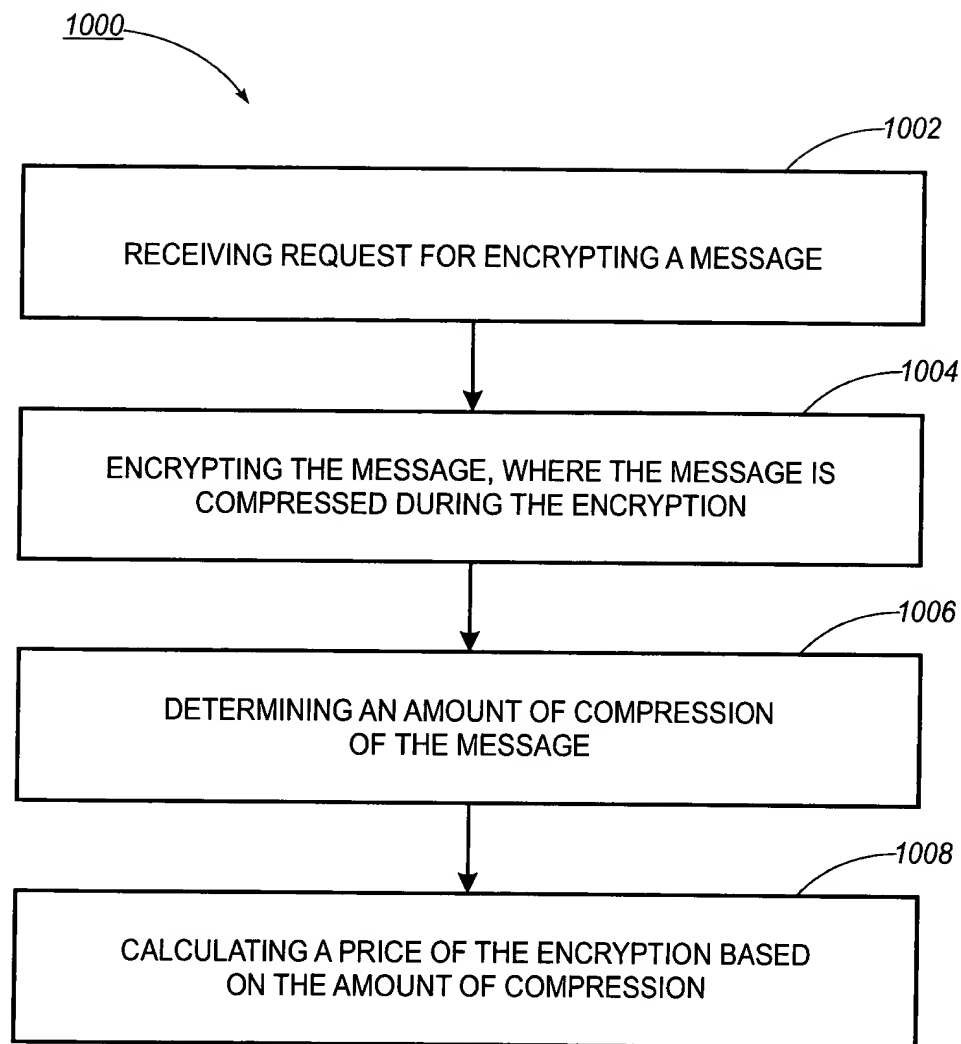 1000
1002
RECEIVING REQUEST FOR ENCRYPTING A MESSAGE
1004
ENCRYPTING THE MESSAGE, WHERE THE MESSAGE IS
COMPRESSED DURING THE ENCRYPTION
1006
DETERMINING AN AMOUNT OF COMPRESSION
OF THE MESSAGE
1008
CALCULATING A PRICE OF THE ENCRYPTION BASED
ON THE AMOUNT OF COMPRESSION